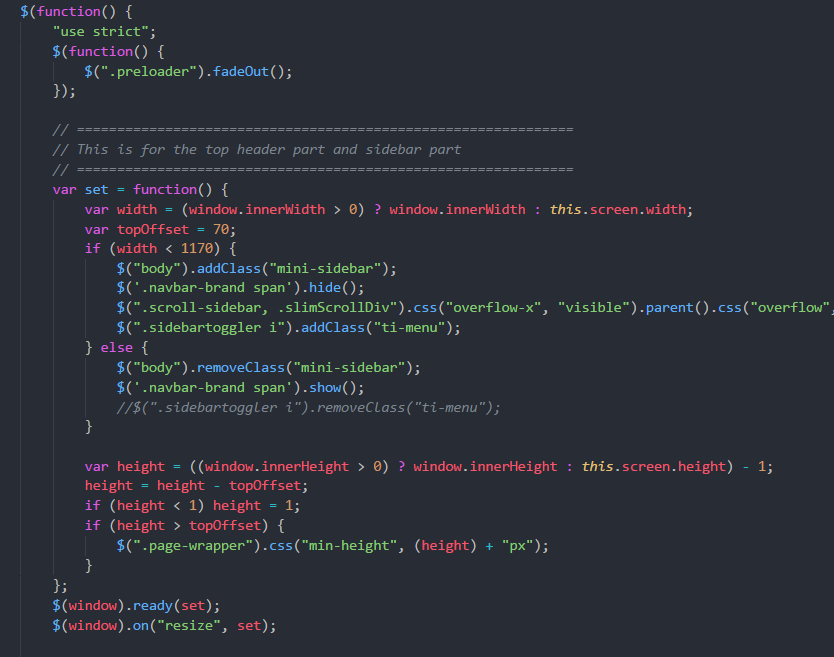 $(function() {
    "use strict";
    $(function() {
        $(".preloader").fadeOut();
    });

    // ==============================================================
    // This is for the top header part and sidebar part
    // ==============================================================
    var set = function() {
        var width = (window.innerWidth > 0) ? window.innerWidth : this.screen.width;
        var topOffset = 70;
        if (width < 1170) {
            $("body").addClass("mini-sidebar");
            $('.navbar-brand span').hide();
            $(".scroll-sidebar, .slimScrollDiv").css("overflow-x", "visible").parent().css("overflow",
            $(".sidebartoggler i").addClass("ti-menu");
        } else {
            $("body").removeClass("mini-sidebar");
            $('.navbar-brand span').show();
            //$(".sidebartoggler i").removeClass("ti-menu");
        }

        var height = ((window.innerHeight > 0) ? window.innerHeight : this.screen.height) - 1;
        height = height - topOffset;
        if (height < 1) height = 1;
        if (height > topOffset) {
            $(".page-wrapper").css("min-height", (height) + "px");
        }
    };
    $(window).ready(set);
    $(window).on("resize", set);